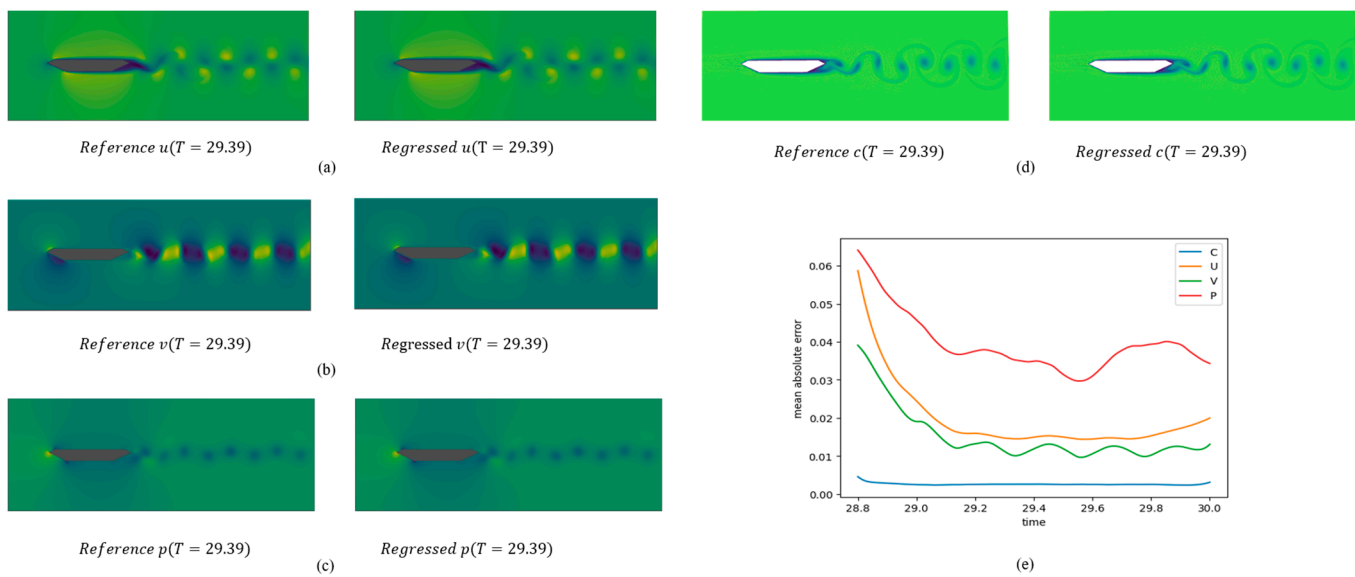 Reference u(T = 29.39)
Regressed u(T = 29.39)
(a)
Reference v(T = 29.39)
Regressed v(T = 29.39)
(b)
Reference p(T = 29.39)
Regressed p(T = 29.39)
(c)
Reference c(T = 29.39)
Regressed c(T = 29.39)
(d)
C
U
V
P
0.06
0.05
0.04
0.03
0.02
0.01
0.00
mean absolute error
28.8 29.0 29.2 29.4 29.6 29.8 30.0
time
(e)